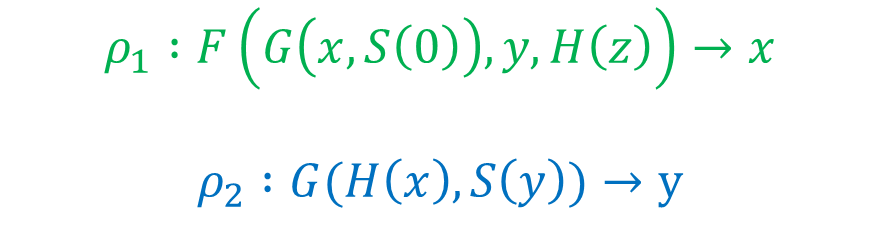 ρ₁ : F(G(x, S(0)), y, H(z)) → x
ρ₂ : G(H(x), S(y)) → y